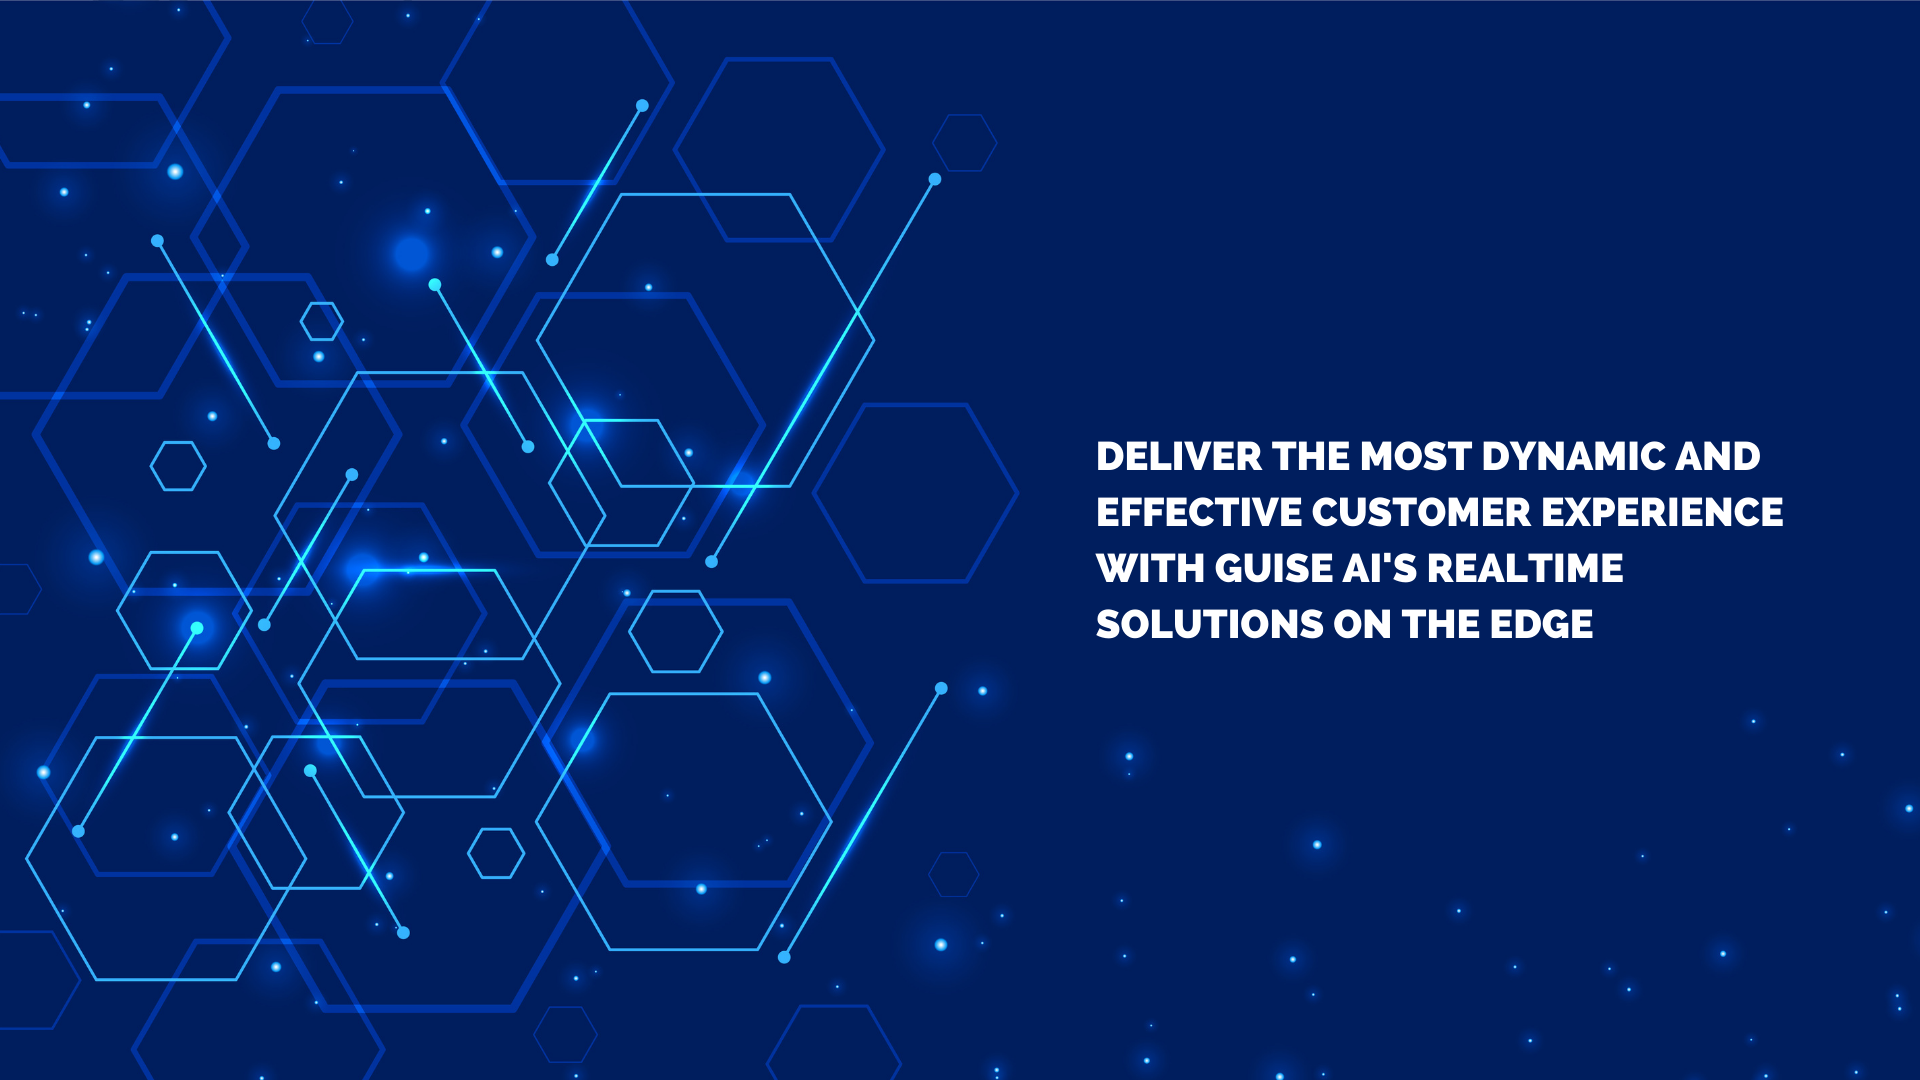 DELIVER THE MOST DYNAMIC AND
EFFECTIVE CUSTOMER EXPERIENCE
WITH GUISE AI'S REALTIME
SOLUTIONS ON THE EDGE